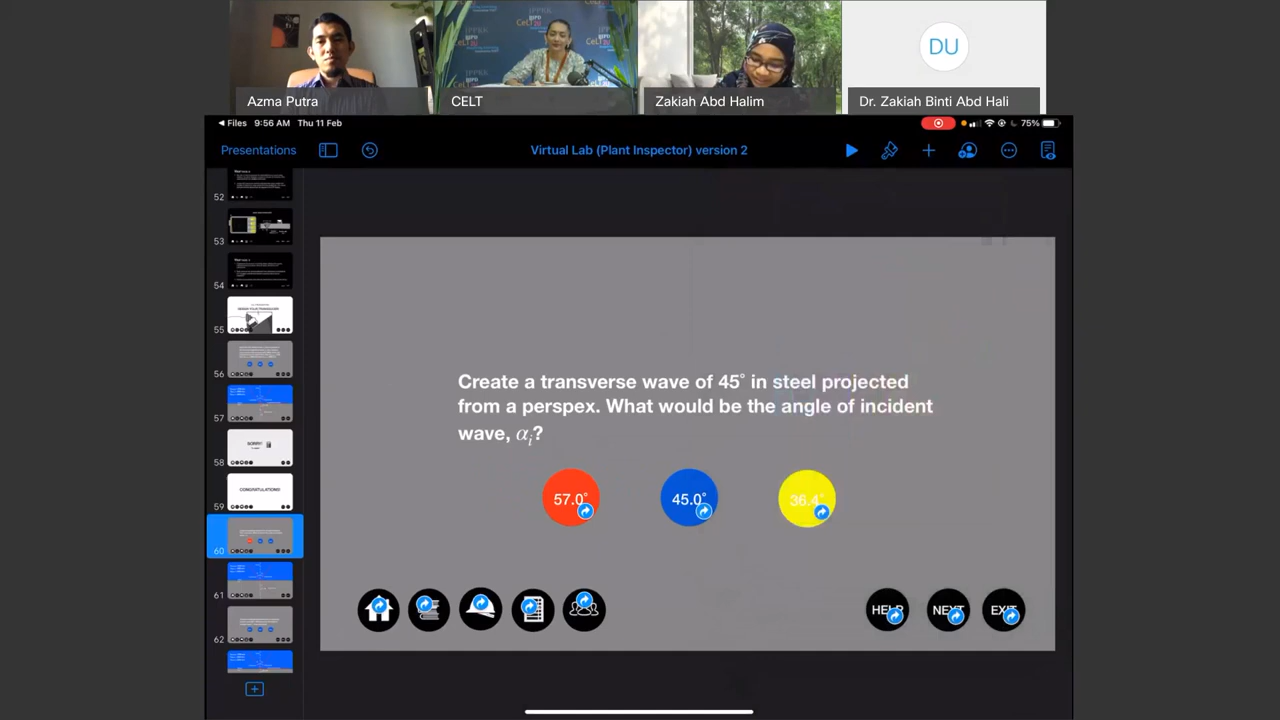 DU
Azma Putra
CELT
Zakiah Abd Halim
Dr. Zakiah Binti Abd Hali
Files 9:56 AM Thu 11 Feb
75%
Presentations
Virtual Lab (Plant Inspector) version 2
52
53
54
55
56
57
58
59
CONGRATULATIONS!
60
61
62
Create a transverse wave of 45° in steel projected
from a perspex. What would be the angle of incident
wave, αᵢ?
57.0°
45.0°
36.4°
HELP
NEXT
EXIT